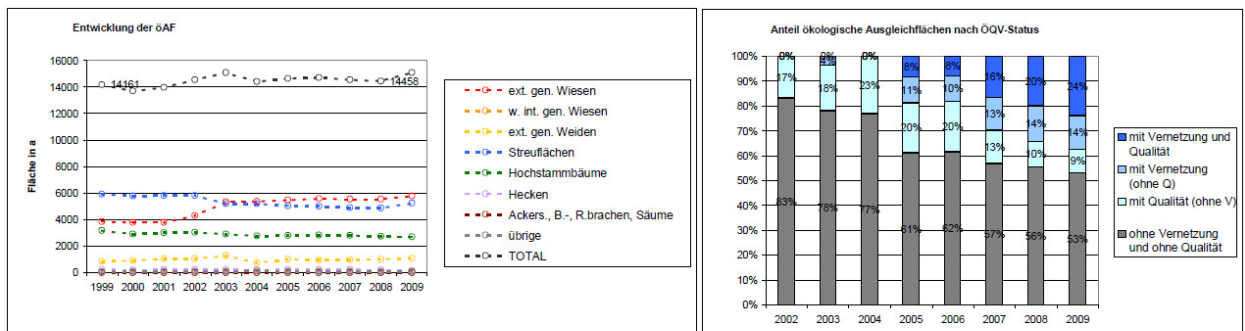 Entwicklung der öAF
Fläche in a
16000
14000
12000
10000
8000
6000
4000
2000
0
14161
14458
1999 2000 2001 2002 2003 2004 2005 2006 2007 2008 2009
ext. gen. Wiesen
w. int. gen. Wiesen
ext. gen. Weiden
Streuflächen
Hochstammbäume
Hecken
Ackers., B.-, R.brachen, Säume
übrige
TOTAL
Anteil ökologische Ausgleichflächen nach ÖQV-Status
100%
90%
80%
70%
60%
50%
40%
30%
20%
10%
0%
0% 0% 0% 8% 8% 16% 20% 24%
4% 11% 10% 13% 14% 14%
17% 18% 23% 20% 20% 13% 10% 9%
83% 78% 77% 61% 62% 57% 56% 53%
2002 2003 2004 2005 2006 2007 2008 2009
mit Vernetzung und
Qualität
mit Vernetzung
(ohne Q)
mit Qualität (ohne V)
ohne Vernetzung
und ohne Qualität